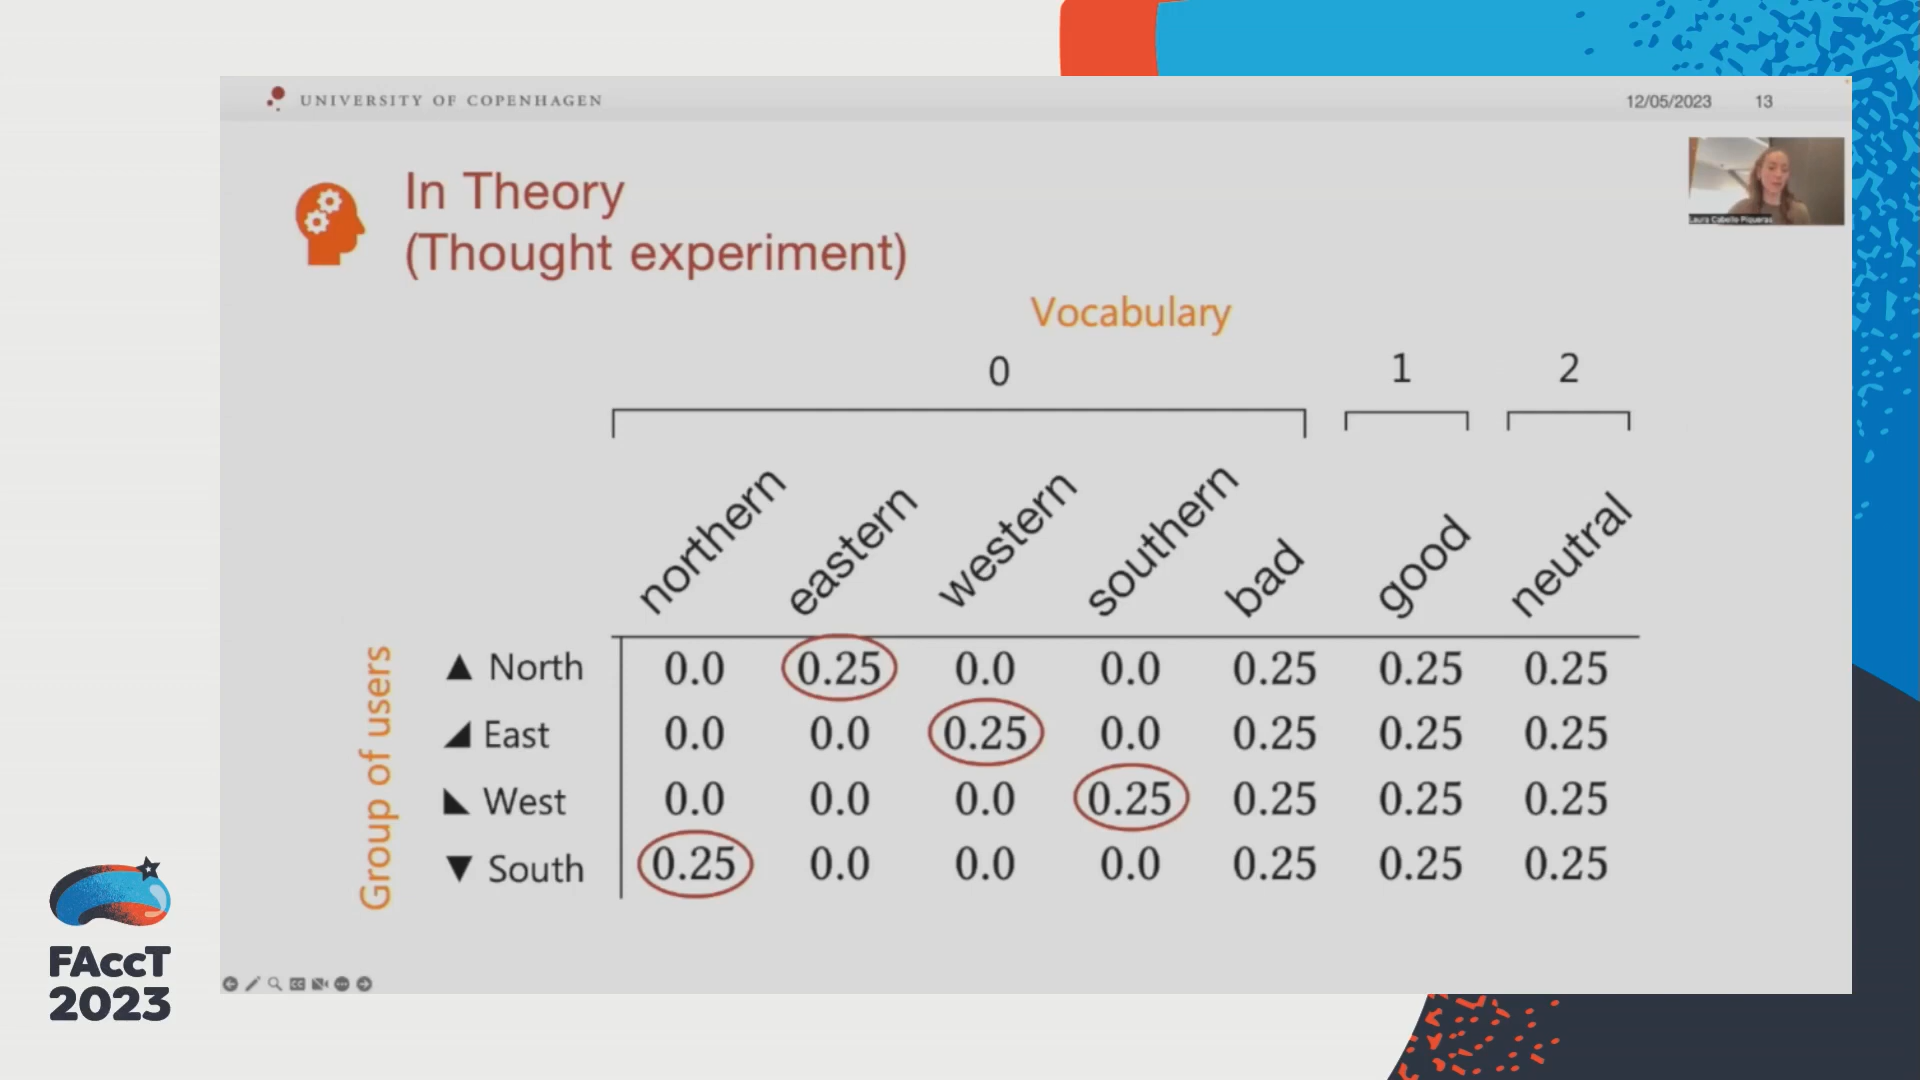 UNIVERSITY OF COPENHAGEN
12/05/2023 13
Laura Cabello Piqueras
In Theory
(Thought experiment)
Vocabulary
0 1 2
northern eastern western southern bad good neutral
Group of users
North 0.0 0.25 0.0 0.0 0.25 0.25 0.25
East 0.0 0.0 0.25 0.0 0.25 0.25 0.25
West 0.0 0.0 0.0 0.25 0.25 0.25 0.25
South 0.25 0.0 0.0 0.0 0.25 0.25 0.25
FAccT
2023